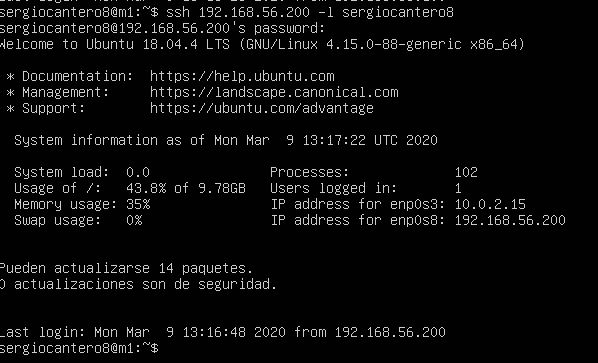 sergiocantero8@m1:~$ ssh 192.168.56.200 -l sergiocantero8
sergiocantero8@192.168.56.200's password:
Welcome to Ubuntu 18.04.4 LTS (GNU/Linux 4.15.0-88-generic x86_64)
* Documentation:  https://help.ubuntu.com
* Management:     https://landscape.canonical.com
* Support:        https://ubuntu.com/advantage
System information as of Mon Mar  9 13:17:22 UTC 2020
System load:  0.0               Processes:             102
Usage of /:   43.8% of 9.78GB   Users logged in:       1
Memory usage: 35%               IP address for enp0s3: 10.0.2.15
Swap usage:   0%                IP address for enp0s8: 192.168.56.200
Pueden actualizarse 14 paquetes.
0 actualizaciones son de seguridad.
Last login: Mon Mar  9 13:16:48 2020 from 192.168.56.200
sergiocantero8@m1:~$